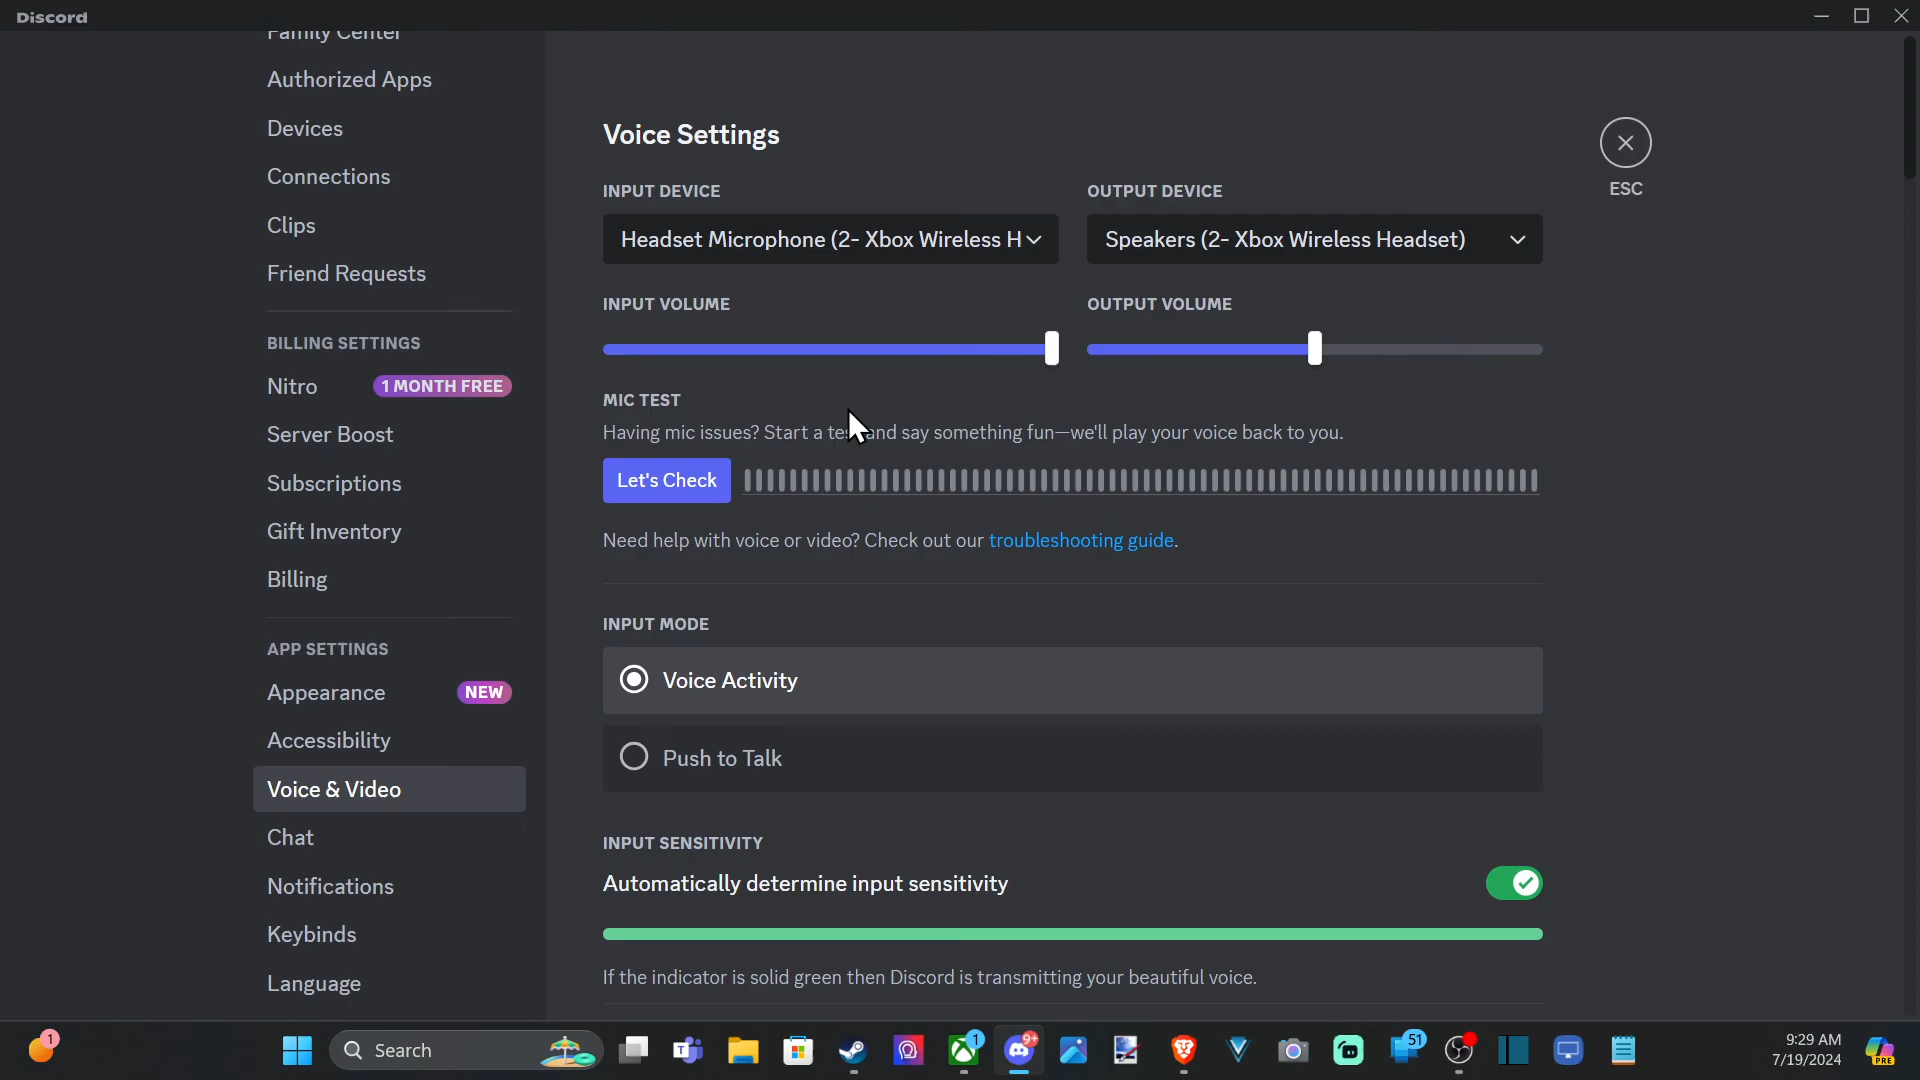 Discord
Family Center
Authorized Apps
Devices
Connections
Clips
Friend Requests
BILLING SETTINGS
Nitro 1 MONTH FREE
Server Boost
Subscriptions
Gift Inventory
Billing
APP SETTINGS
Appearance NEW
Accessibility
Voice & Video
Chat
Notifications
Keybinds
Language
Voice Settings
INPUT DEVICE
Headset Microphone (2- Xbox Wireless H
OUTPUT DEVICE
Speakers (2- Xbox Wireless Headset)
INPUT VOLUME
OUTPUT VOLUME
MIC TEST
Having mic issues? Start a test and say something fun—we'll play your voice back to you.
Let's Check
Need help with voice or video? Check out our troubleshooting guide.
INPUT MODE
Voice Activity
Push to Talk
INPUT SENSITIVITY
Automatically determine input sensitivity
If the indicator is solid green then Discord is transmitting your beautiful voice.
ESC
1
Search
1
9+
51
9:29 AM
7/19/2024
PRE